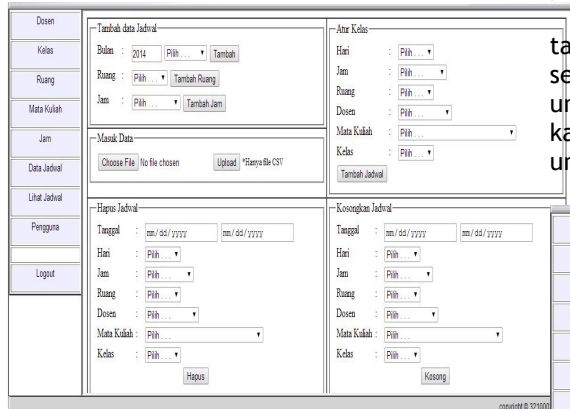 Dosen
Kelas
Ruang
Mata Kuliah
Jam
Data Jadwal
Lihat Jadwal
Pengguna
Logout
Tambah data Jadwal
Bulan : 2014 Pilih . . . Tambah
Ruang : Pilih . . . Tambah Ruang
Jam : Pilih . . . Tambah Jam
Masuk Data
Choose File No file chosen Upload *Hanya file CSV
Atur Kelas
Hari : Pilih . . .
Jam : Pilih . . .
Ruang : Pilih . . .
Dosen : Pilih . . .
Mata Kuliah : Pilih . . .
Kelas : Pilih . . .
Tambah Jadwal
Hapus Jadwal
Tanggal : mm/dd/yyyy mm/dd/yyyy
Hari : Pilih . . .
Jam : Pilih . . .
Ruang : Pilih . . .
Dosen : Pilih . . .
Mata Kuliah : Pilih . . .
Kelas : Pilih . . .
Hapus
Kosongkan Jadwal
Tanggal : mm/dd/yyyy mm/dd/yyyy
Hari : Pilih . . .
Jam : Pilih . . .
Ruang : Pilih . . .
Dosen : Pilih . . .
Mata Kuliah : Pilih . . .
Kelas : Pilih . . .
Kosong
copyright © 321000